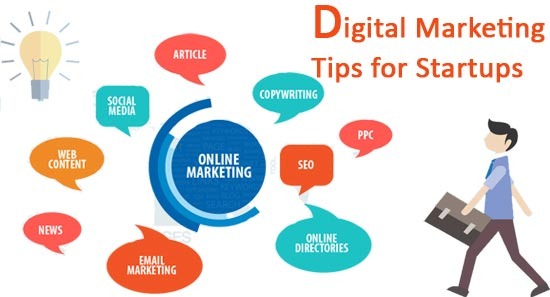 Digital Marketing
Tips for Startups
ARTICLE
SOCIAL
MEDIA
COPYWRITING
PPC
WEB
CONTENT
ONLINE
MARKETING
SEO
NEWS
EMAIL
MARKETING
ONLINE
DIRECTORIES